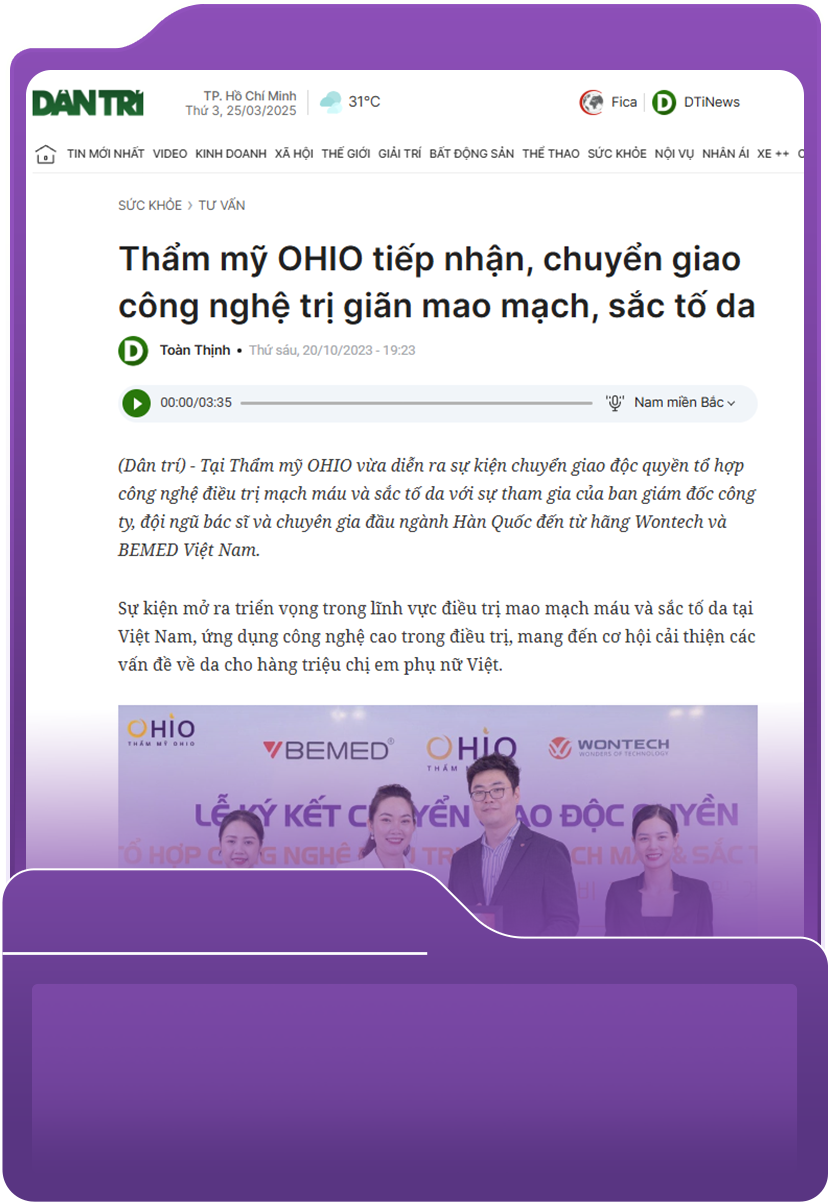 DÂN TRÍ
TP. Hồ Chí Minh
Thứ 3, 25/03/2025
31°C
Fica
DTiNews
TIN MỚI NHẤT VIDEO KINH DOANH XÃ HỘI THẾ GIỚI GIẢI TRÍ BẤT ĐỘNG SẢN THỂ THAO SỨC KHỎE NỘI VỤ NHÂN ÁI XE ++
SỨC KHỎE > TƯ VẤN
Thẩm mỹ OHIO tiếp nhận, chuyển giao
công nghệ trị giãn mao mạch, sắc tố da
Toàn Thịnh • Thứ sáu, 20/10/2023 - 19:23
00:00/03:35
Nam miền Bắc
(Dân trí) - Tại Thẩm mỹ OHIO vừa diễn ra sự kiện chuyển giao độc quyền tổ hợp
công nghệ điều trị mạch máu và sắc tố da với sự tham gia của ban giám đốc công
ty, đội ngũ bác sĩ và chuyên gia đầu ngành Hàn Quốc đến từ hãng Wontech và
BEMED Việt Nam.
Sự kiện mở ra triển vọng trong lĩnh vực điều trị mao mạch máu và sắc tố da tại
Việt Nam, ứng dụng công nghệ cao trong điều trị, mang đến cơ hội cải thiện các
vấn đề về da cho hàng triệu chị em phụ nữ Việt.
OHIO
THẨM MỸ OHIO
BEMED®
OHIO
THẨM
WONTECH
WONDERS OF TECHNOLOGY
LỄ KÝ KẾT ĐỘC
TỔ HỢP NGHỆ